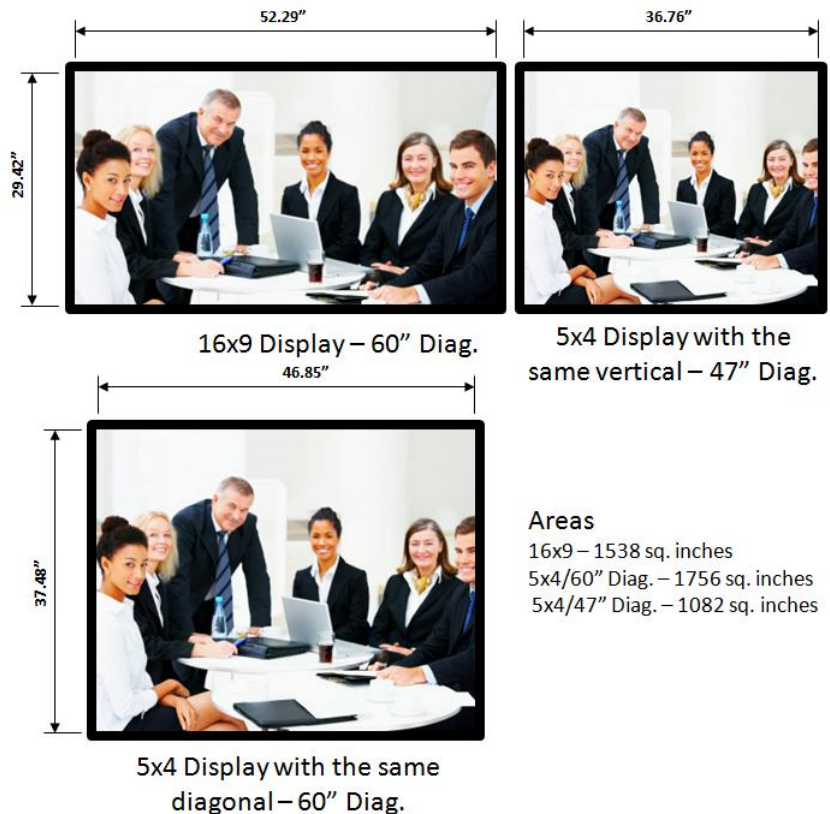 52.29”
36.76”
29.42”
16x9 Display – 60” Diag.
5x4 Display with the
same vertical – 47” Diag.
46.85”
37.48”
Areas
16x9 – 1538 sq. inches
5x4/60” Diag. – 1756 sq. inches
5x4/47” Diag. – 1082 sq. inches
5x4 Display with the same
diagonal – 60” Diag.